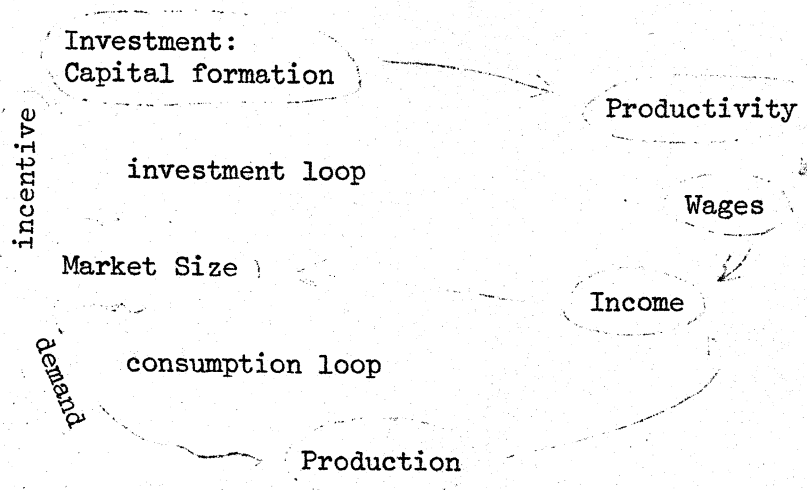 Investment:
Capital formation
Productivity
incentive
investment loop
Wages
Market Size
Income
demand
consumption loop
Production